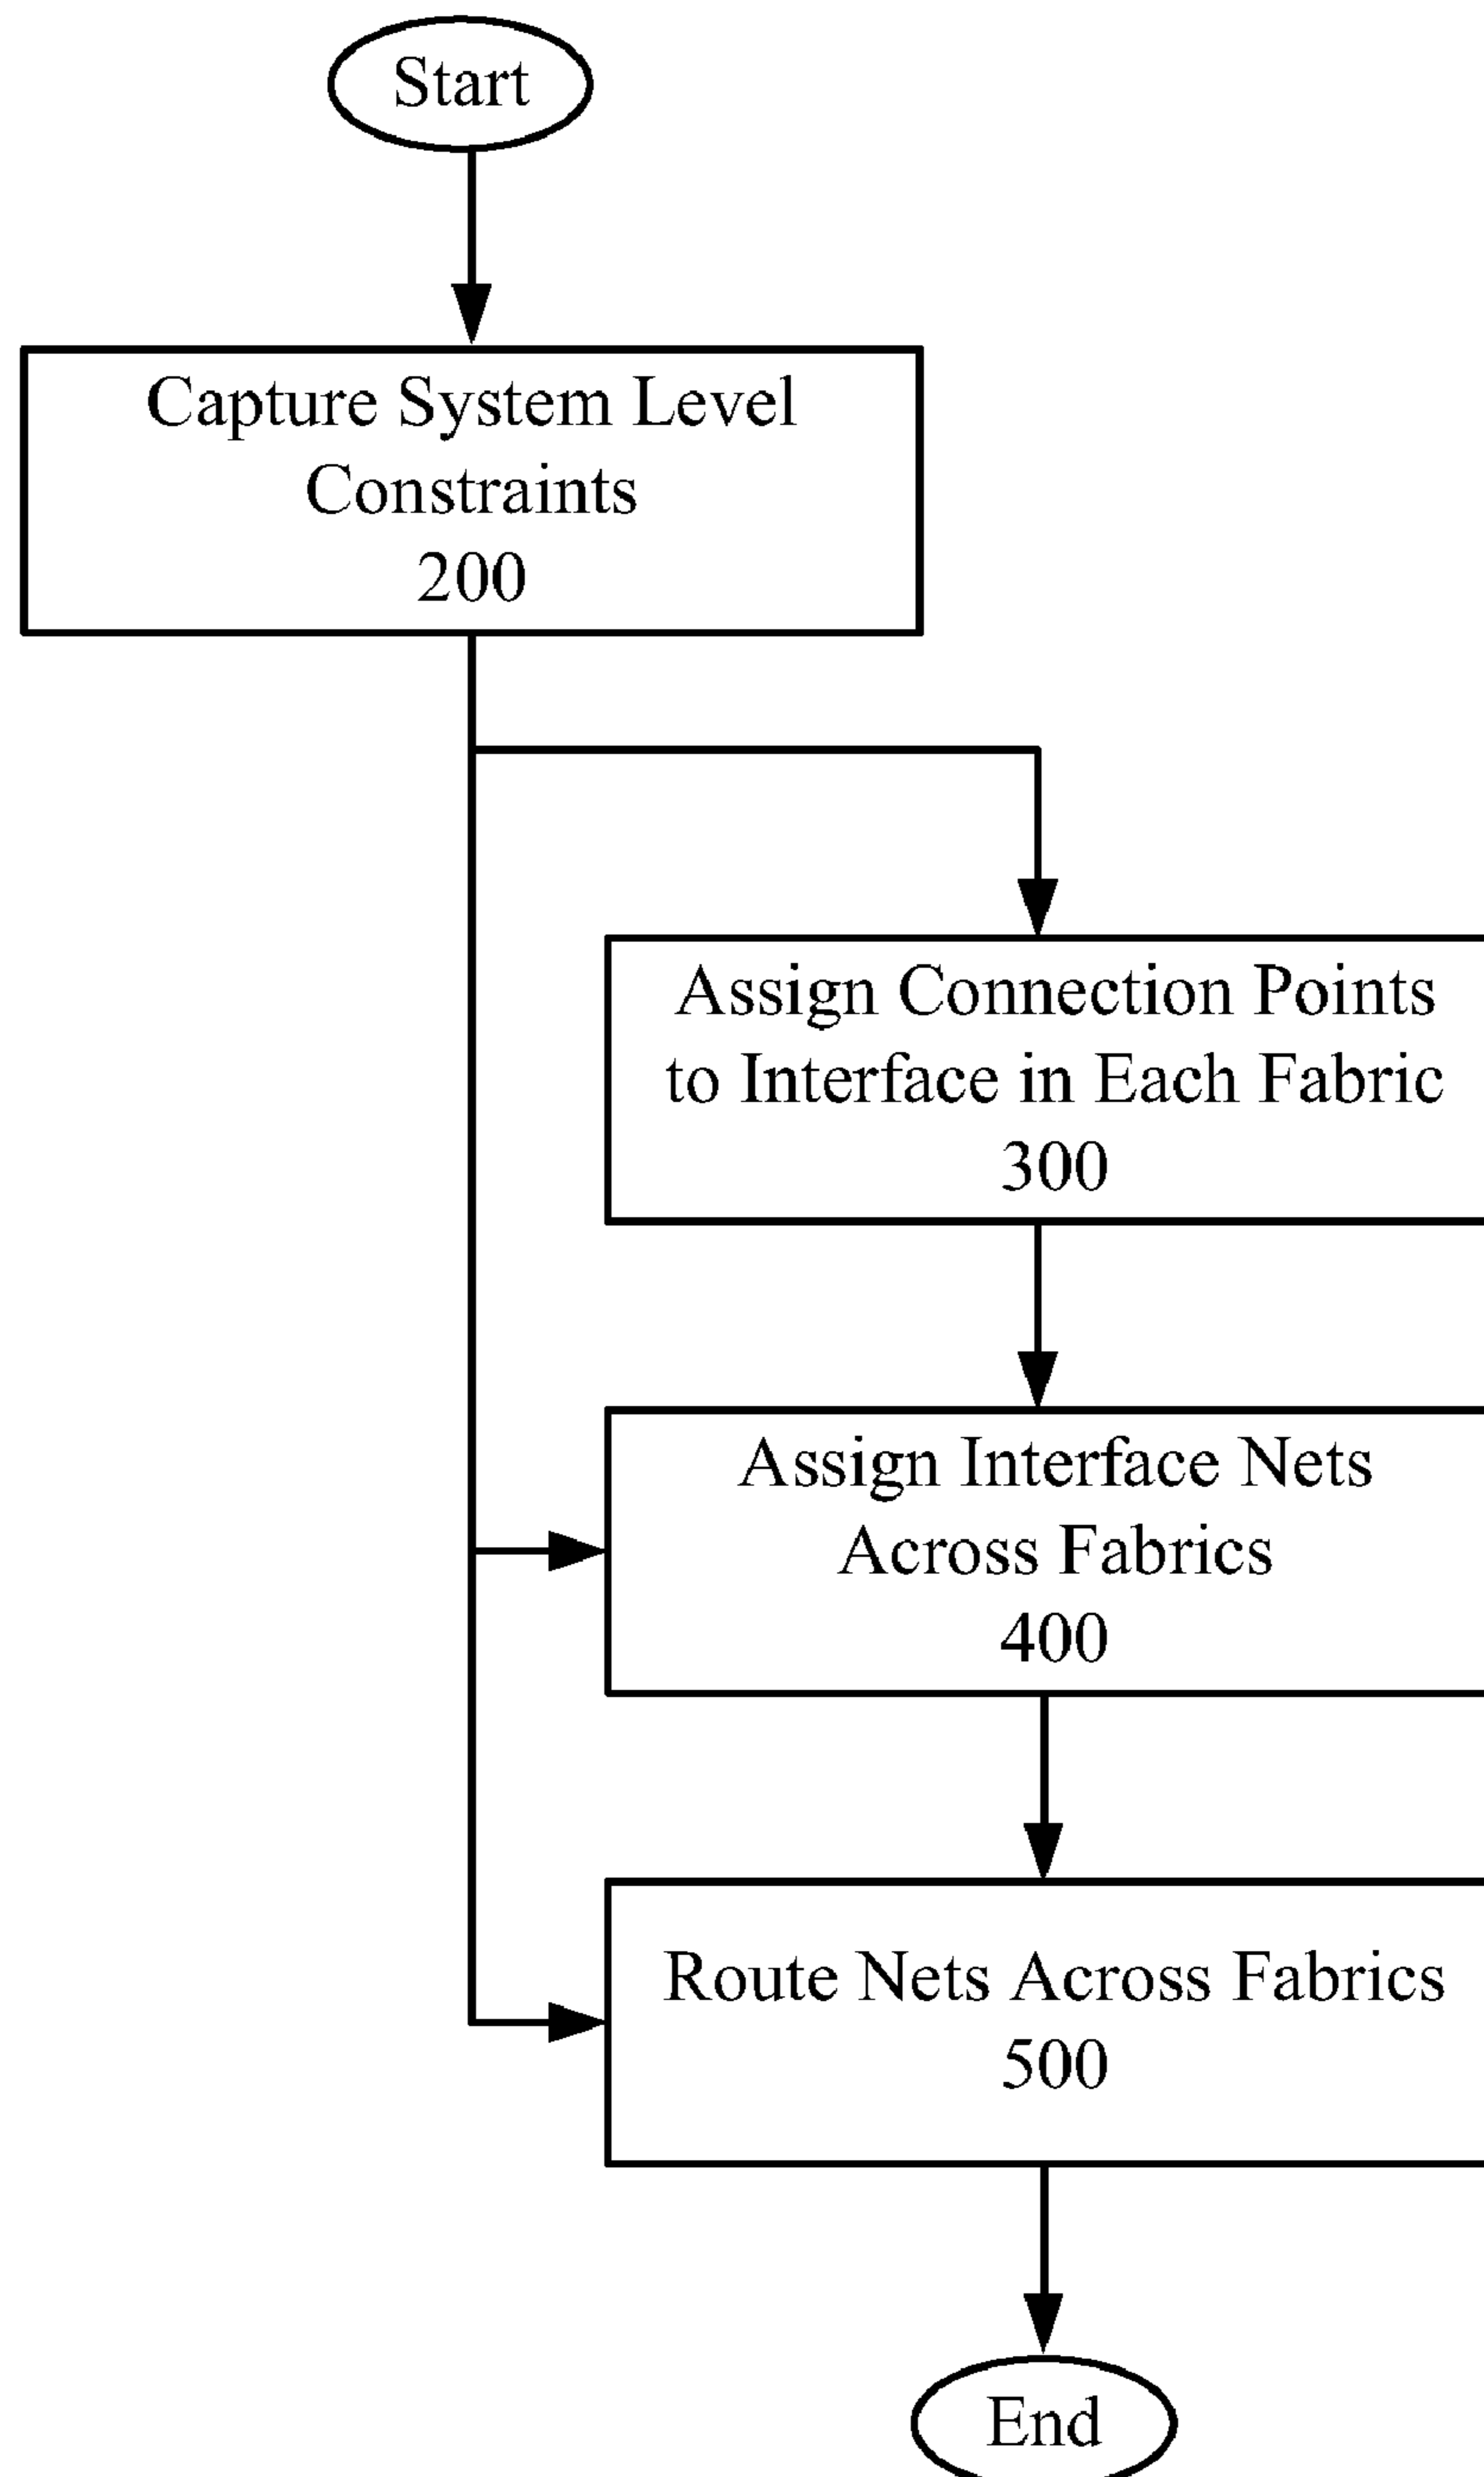 Start
Capture System Level
Constraints
200
Assign Connection Points
to Interface in Each Fabric
300
Assign Interface Nets
Across Fabrics
400
Route Nets Across Fabrics
500
End